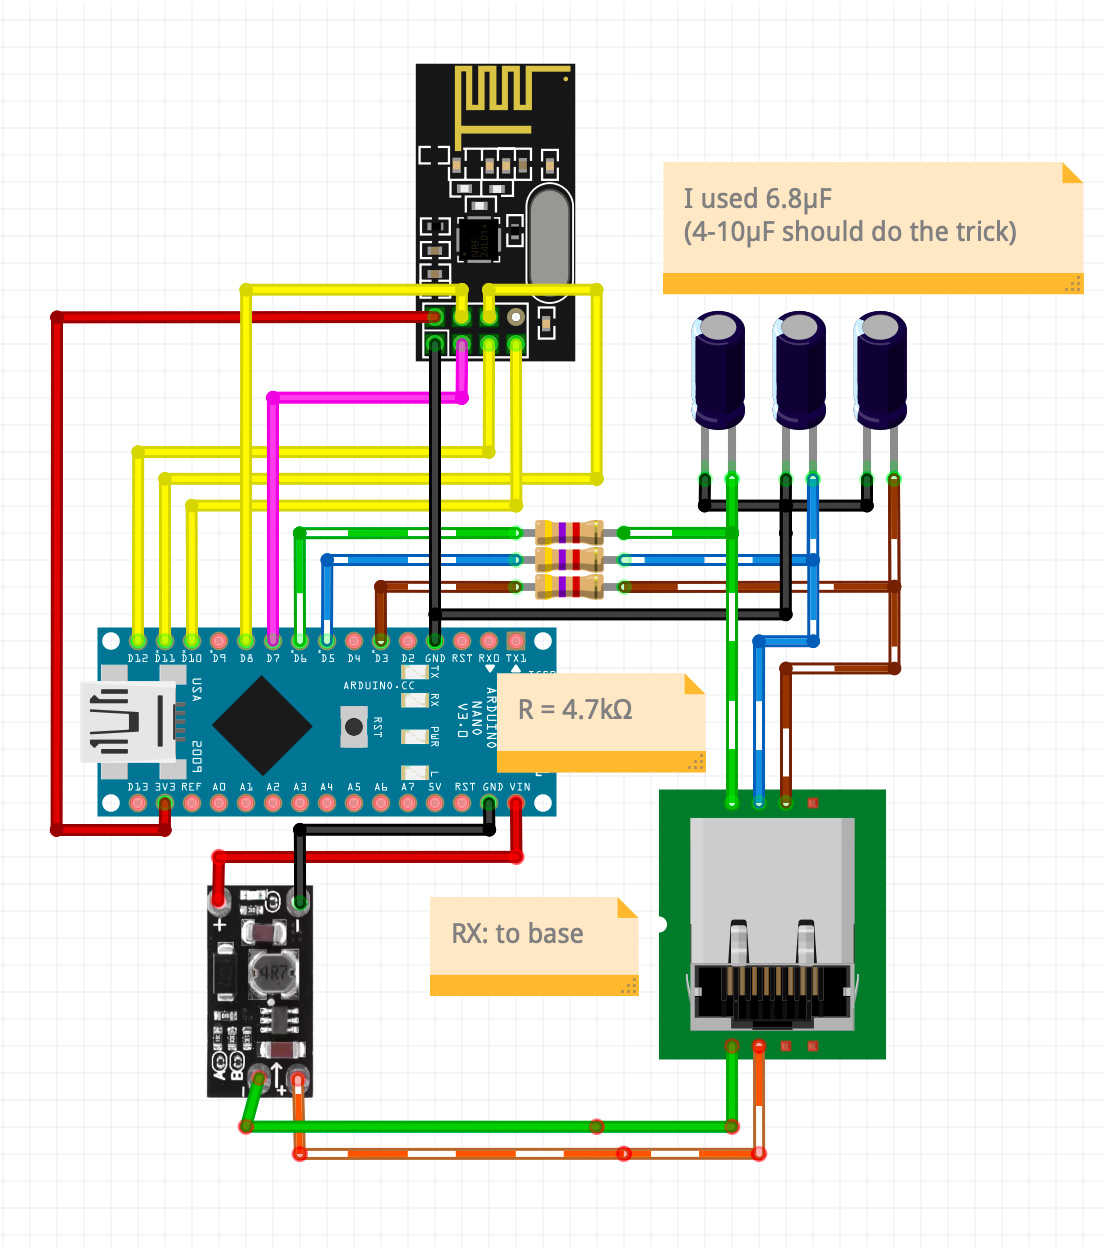 NRF
24L01+
I used 6.8µF
(4-10µF should do the trick)
D12 D11 D10 D9 D8 D7 D6 D5 D4 D3 D2 GND RST RX0 TX1
ARDUINO.CC
TX
RX
PWR
L
RST
ARDUINO
NANO
V3.0
USA
2009
R = 4.7kΩ
D13 3V3 REF A0 A1 A2 A3 A4 A5 A6 A7 5V RST GND VIN
+ -
4R7
A B
- +
RX: to base